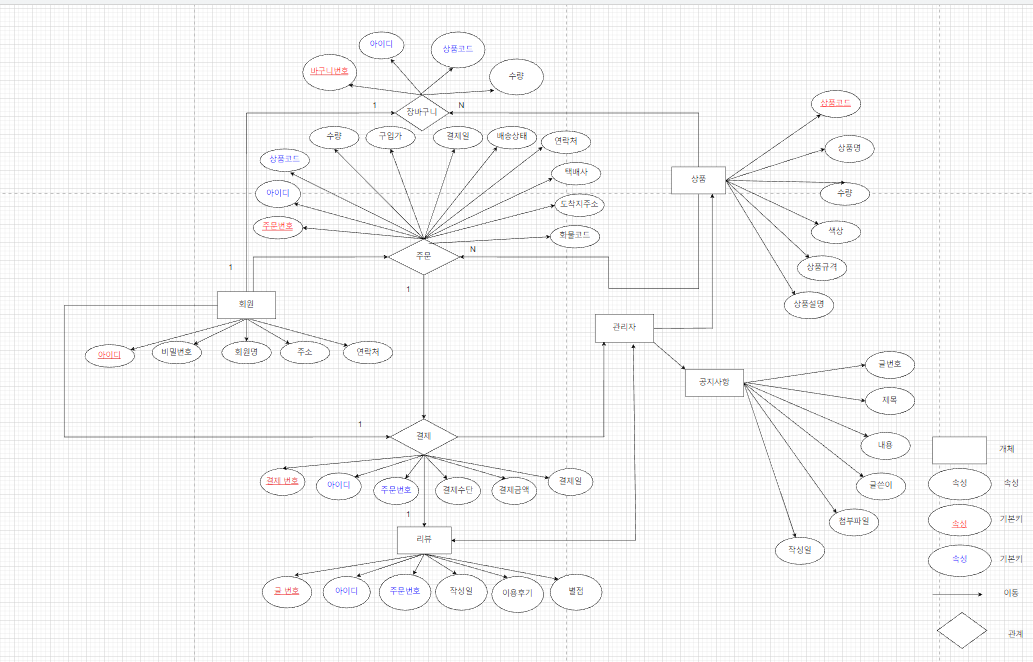 아이디
상품코드
바구니번호
수량
1
N
장바구니
수량
구입가
결제일
배송상태
연락처
상품코드
택배사
아이디
도착지주소
주문번호
화물코드
주문
N
1
1
상품
상품코드
상품명
수량
색상
상품규격
상품설명
회원
아이디
비밀번호
회원명
주소
연락처
관리자
공지사항
글번호
제목
내용
글쓴이
첨부파일
작성일
1
결제
결제 번호
아이디
주문번호
결제수단
결제금액
결제일
1
리뷰
글 번호
아이디
주문번호
작성일
이용후기
별점
개체
속성
속성
속성
기본키
속성
기본키
이동
관계